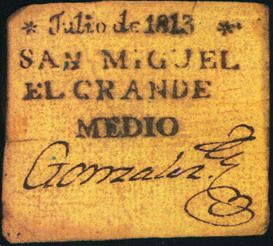 * Julio de 1813 *
SAN MIGUEL
EL GRANDE
MEDIO
Gonzalez